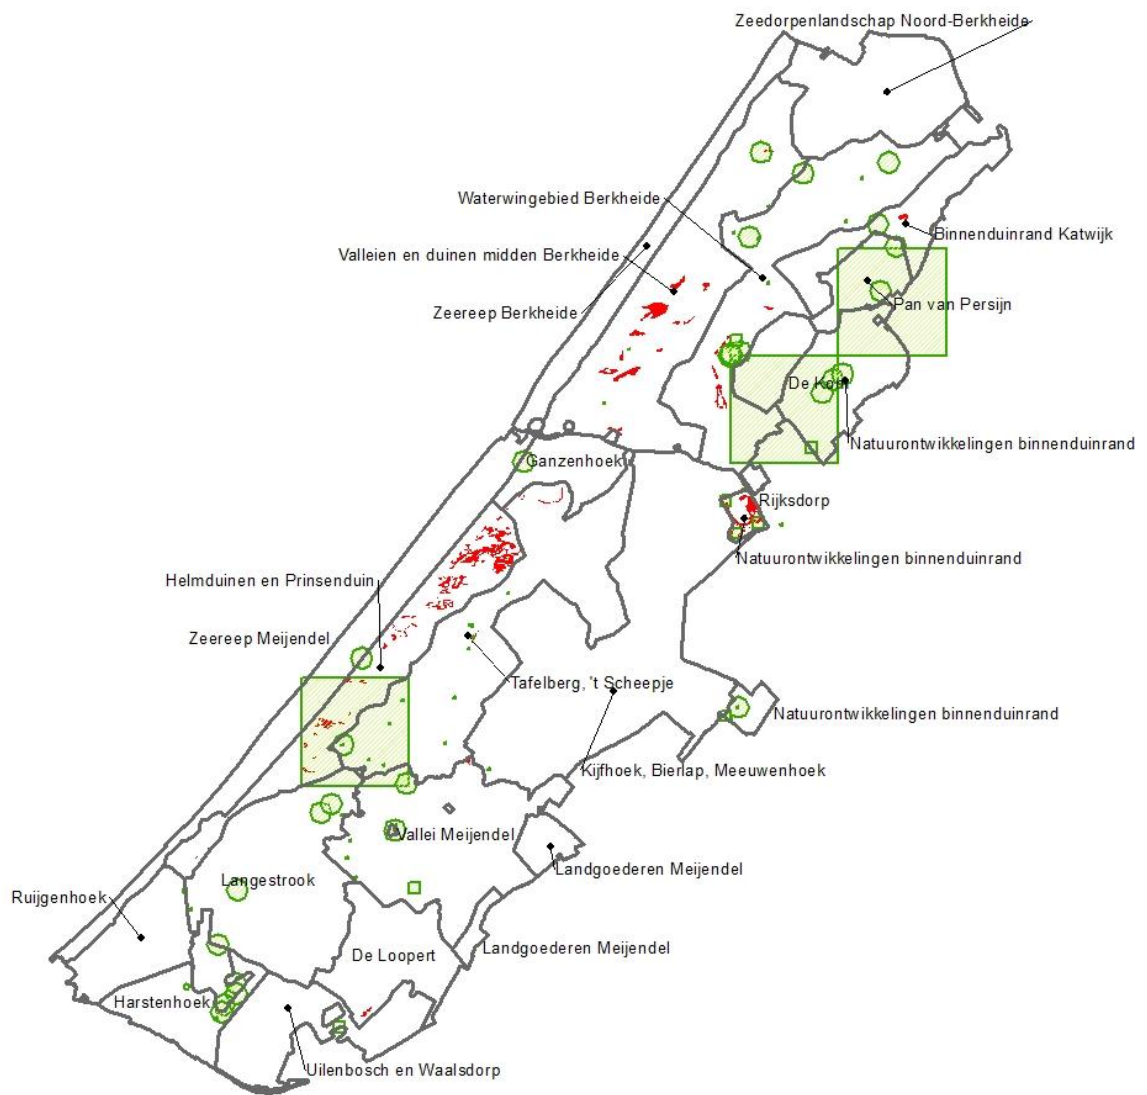 Zeedorpenlandschap Noord-Berkheide
Waterwingebied Berkheide
Binnenduinrand Katwijk
Valleien en duinen midden Berkheide
Pan van Persijn
Zeereep Berkheide
De Kom
Natuurontwikkelingen binnenduinrand
Ganzenhoek
Rijksdorp
Natuurontwikkelingen binnenduinrand
Helmduinen en Prinsenduin
Zeereep Meijendel
Tafelberg, 't Scheepje
Natuurontwikkelingen binnenduinrand
Kijfhoek, Bierlap, Meeuwenhoek
Vallei Meijendel
Landgoederen Meijendel
Langestrook
Ruijgenhoek
Landgoederen Meijendel
De Loopert
Harstenhoek
Uilenbosch en Waalsdorp